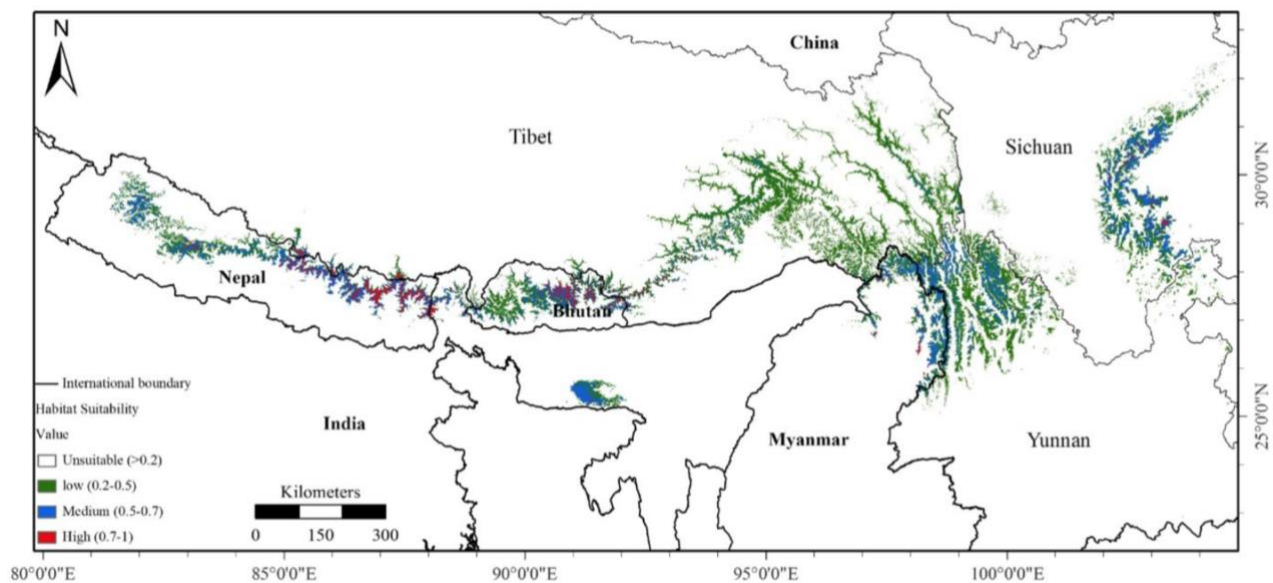 N
China
Tibet
Sichuan
30°0'0"N
Nepal
Bhutan
International boundary
Habitat Suitability
Value
Unsuitable (>0.2)
low (0.2-0.5)
Medium (0.5-0.7)
High (0.7-1)
India
Myanmar
Yunnan
25°0'0"N
Kilometers
0 150 300
80°0'0"E 85°0'0"E 90°0'0"E 95°0'0"E 100°0'0"E